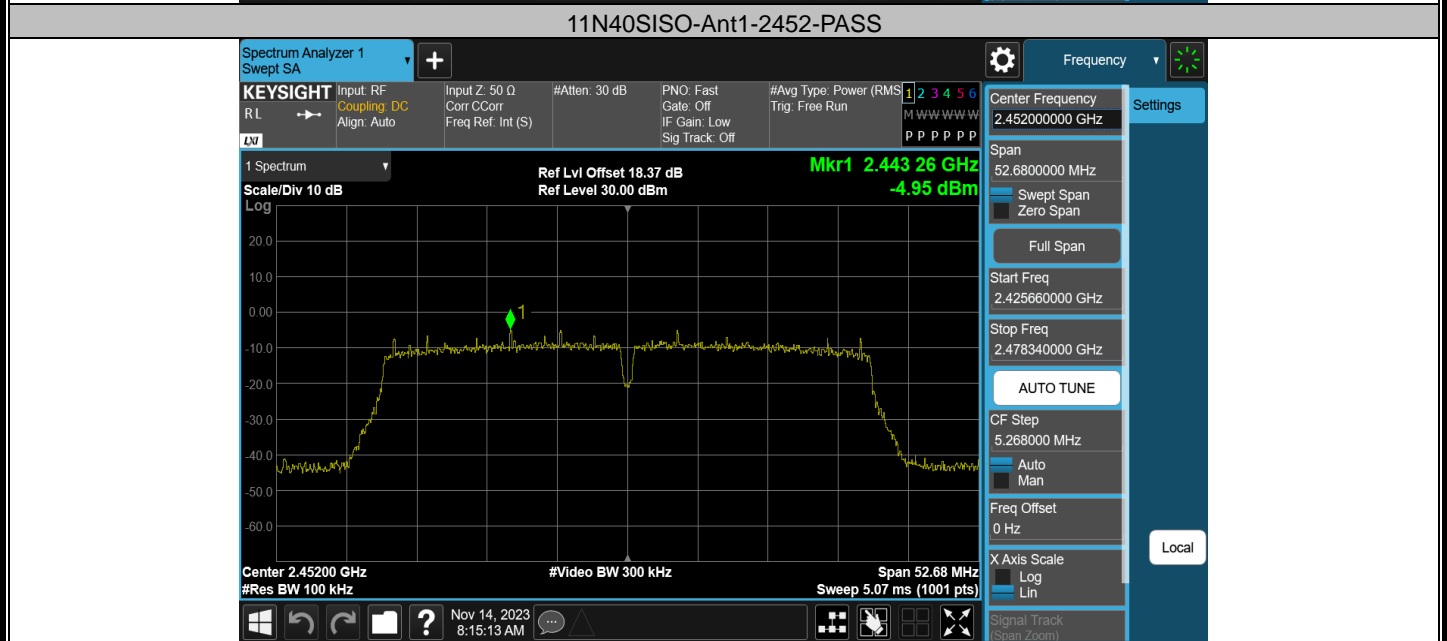 11N40SISO-Ant1-2452-PASS
Spectrum Analyzer 1
Swept SA
+
Frequency
KEYSIGHT
R L
LXI
Input: RF
Coupling: DC
Align: Auto
Input Z: 50 Ω
Corr CCorr
Freq Ref: Int (S)
#Atten: 30 dB
PNO: Fast
Gate: Off
IF Gain: Low
Sig Track: Off
#Avg Type: Power (RMS
Trig: Free Run
1 2 3 4 5 6
M W W W W W
P P P P P P
1 Spectrum
Scale/Div 10 dB
Log
Ref Lvl Offset 18.37 dB
Ref Level 30.00 dBm
Mkr1 2.443 26 GHz
-4.95 dBm
20.0
10.0
0.00
-10.0
-20.0
-30.0
-40.0
-50.0
-60.0
1
Center 2.45200 GHz
#Res BW 100 kHz
#Video BW 300 kHz
Span 52.68 MHz
Sweep 5.07 ms (1001 pts)
Center Frequency
2.452000000 GHz
Settings
Span
52.6800000 MHz
Swept Span
Zero Span
Full Span
Start Freq
2.425660000 GHz
Stop Freq
2.478340000 GHz
AUTO TUNE
CF Step
5.268000 MHz
Auto
Man
Freq Offset
0 Hz
X Axis Scale
Log
Lin
Local
Signal Track
(Span Zoom)
?
Nov 14, 2023
8:15:13 AM